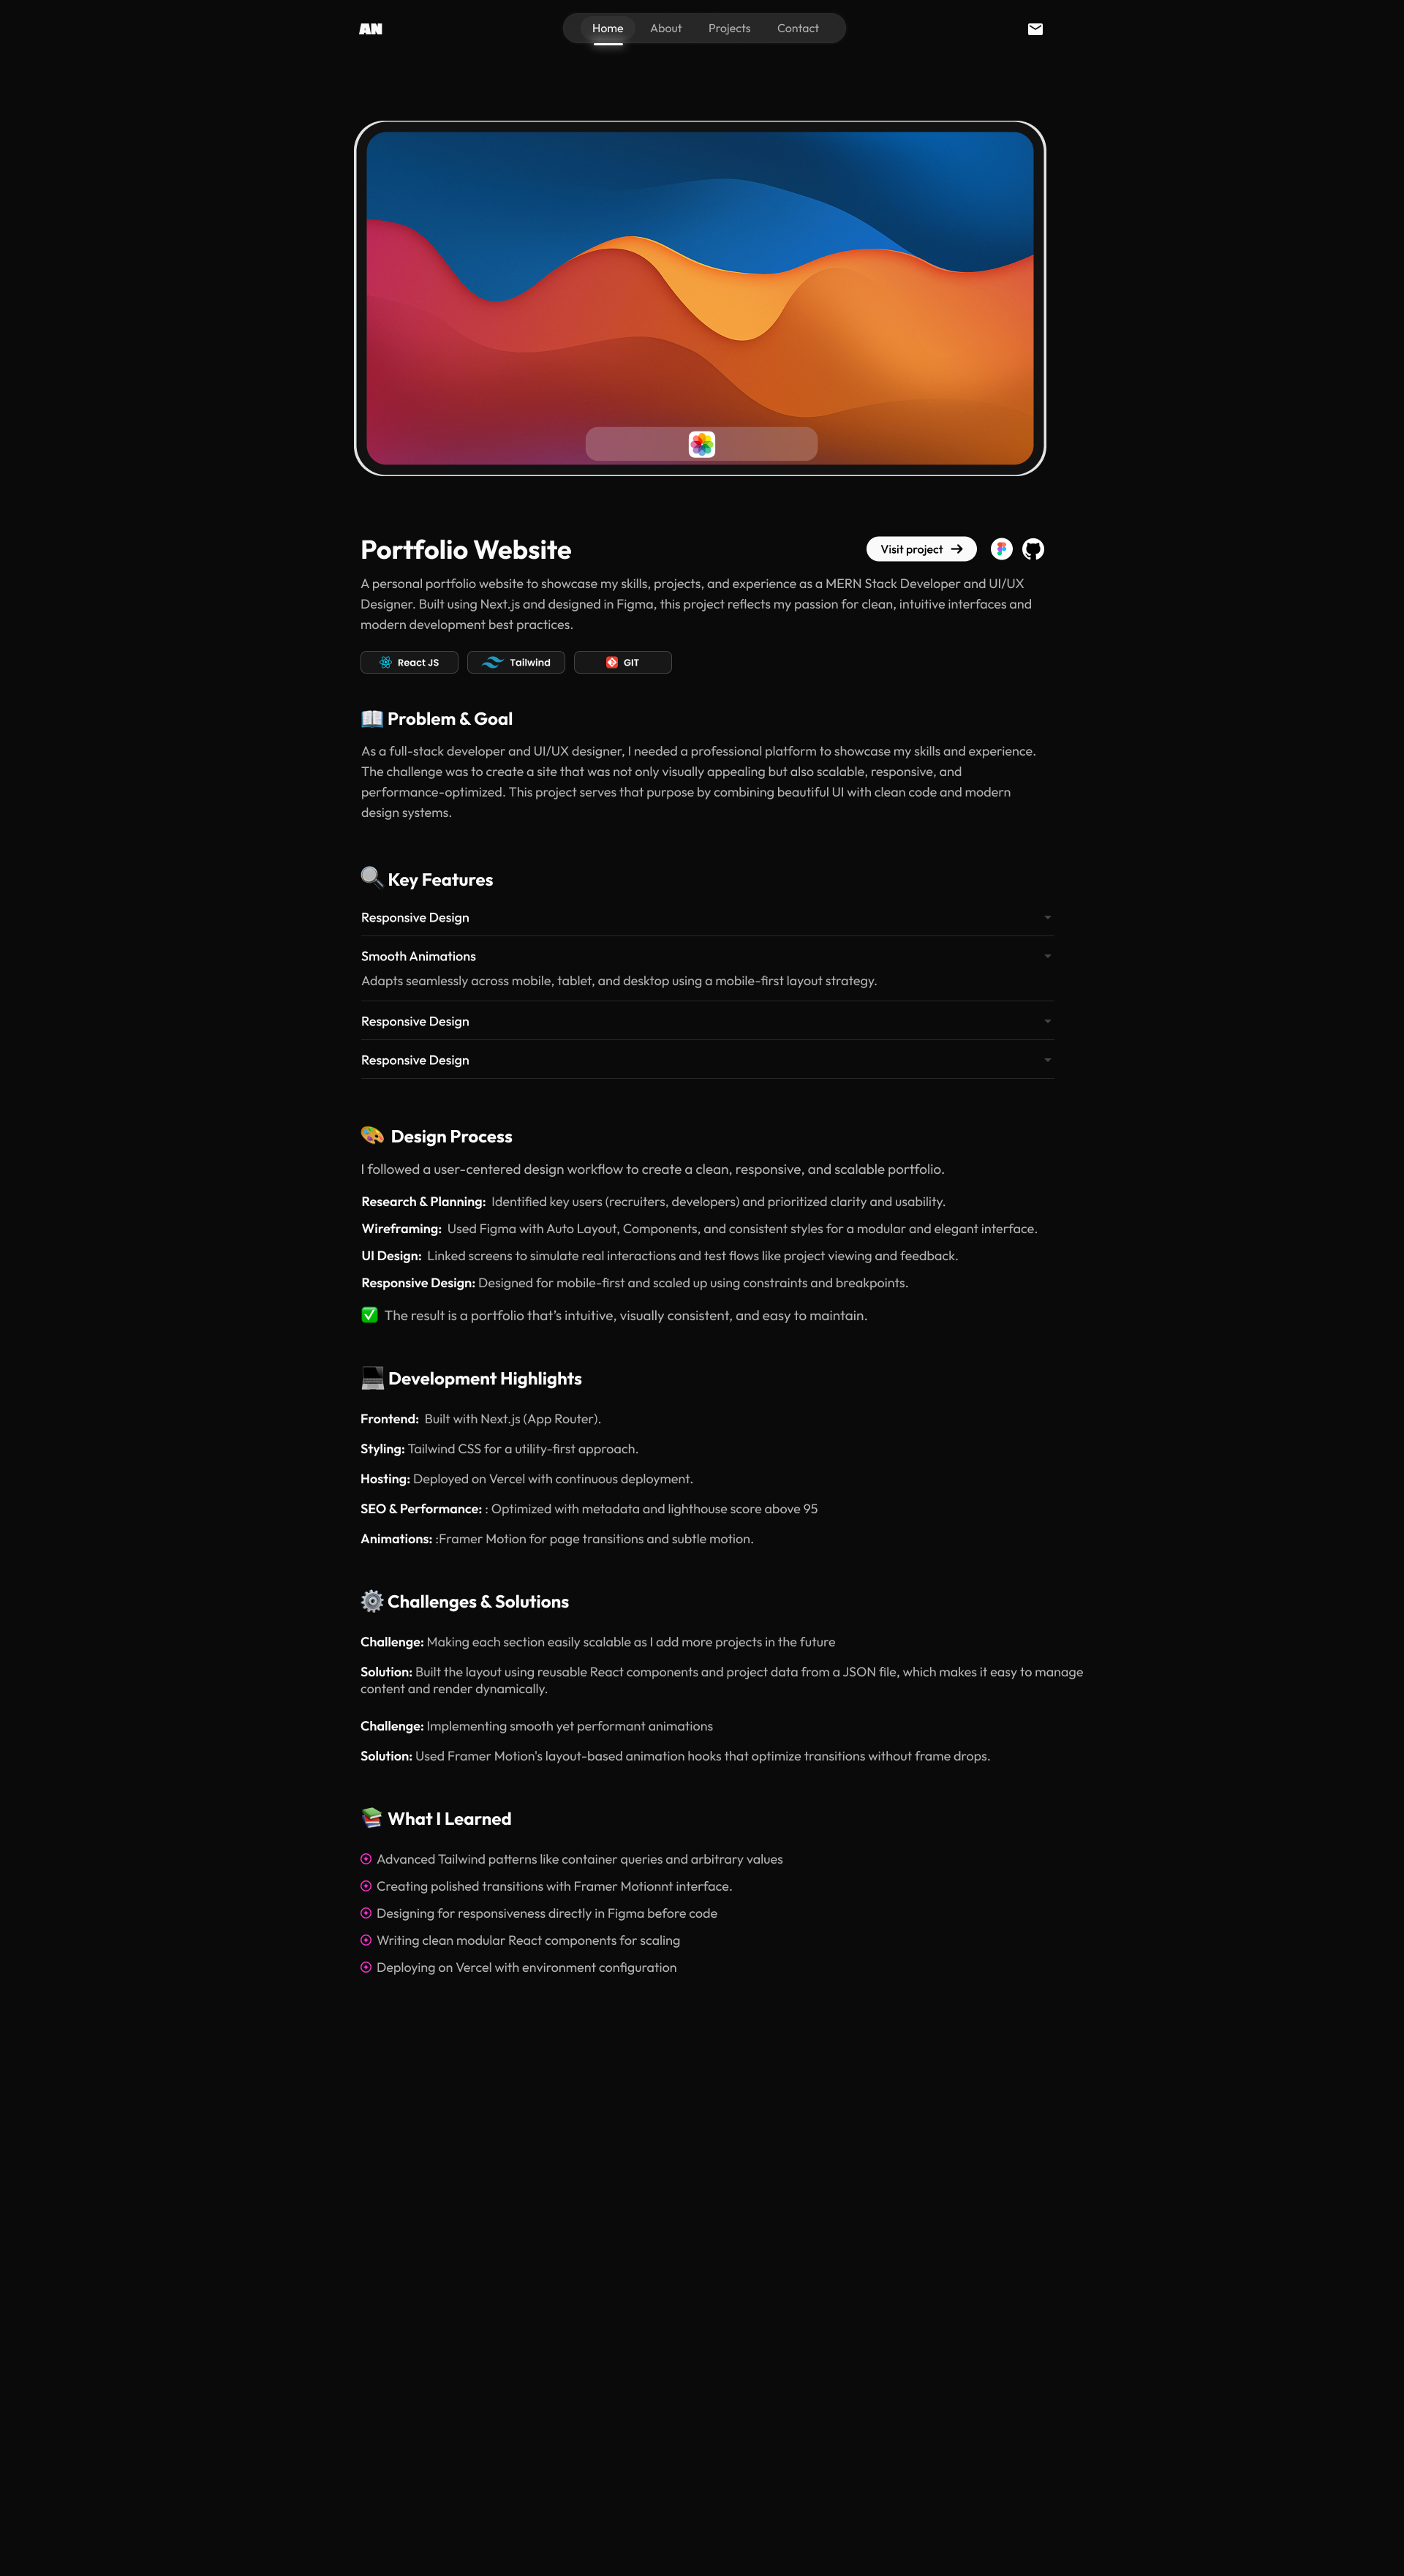 AN
Home About Projects Contact
Portfolio Website
Visit project
A personal portfolio website to showcase my skills, projects, and experience as a MERN Stack Developer and UI/UX
Designer. Built using Next.js and designed in Figma, this project reflects my passion for clean, intuitive interfaces and
modern development best practices.
React JS Tailwind GIT
Problem & Goal
As a full-stack developer and UI/UX designer, I needed a professional platform to showcase my skills and experience.
The challenge was to create a site that was not only visually appealing but also scalable, responsive, and
performance-optimized. This project serves that purpose by combining beautiful UI with clean code and modern
design systems.
Key Features
Responsive Design
Smooth Animations
Adapts seamlessly across mobile, tablet, and desktop using a mobile-first layout strategy.
Responsive Design
Responsive Design
Design Process
I followed a user-centered design workflow to create a clean, responsive, and scalable portfolio.
Research & Planning: Identified key users (recruiters, developers) and prioritized clarity and usability.
Wireframing: Used Figma with Auto Layout, Components, and consistent styles for a modular and elegant interface.
UI Design: Linked screens to simulate real interactions and test flows like project viewing and feedback.
Responsive Design: Designed for mobile-first and scaled up using constraints and breakpoints.
✅ The result is a portfolio that's intuitive, visually consistent, and easy to maintain.
Development Highlights
Frontend: Built with Next.js (App Router).
Styling: Tailwind CSS for a utility-first approach.
Hosting: Deployed on Vercel with continuous deployment.
SEO & Performance: : Optimized with metadata and lighthouse score above 95
Animations: :Framer Motion for page transitions and subtle motion.
Challenges & Solutions
Challenge: Making each section easily scalable as I add more projects in the future
Solution: Built the layout using reusable React components and project data from a JSON file, which makes it easy to manage
content and render dynamically.
Challenge: Implementing smooth yet performant animations
Solution: Used Framer Motion's layout-based animation hooks that optimize transitions without frame drops.
What I Learned
Advanced Tailwind patterns like container queries and arbitrary values
Creating polished transitions with Framer Motionnt interface.
Designing for responsiveness directly in Figma before code
Writing clean modular React components for scaling
Deploying on Vercel with environment configuration